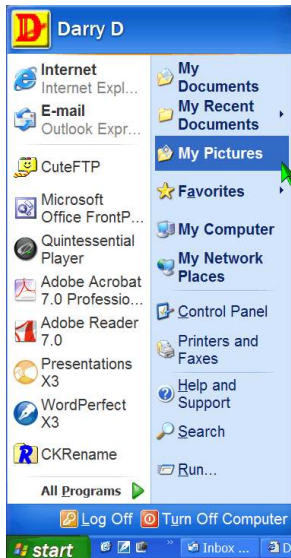 D Darry D
Internet
Internet Expl...
E-mail
Outlook Expr...
CuteFTP
Microsoft
Office FrontP...
Quintessential
Player
Adobe Acrobat
7.0 Professio...
Adobe Reader
7.0
Presentations
X3
WordPerfect
X3
CKRename
All Programs
My
Documents
My Recent
Documents
My Pictures
Favorites
My Computer
My Network
Places
Control Panel
Printers and
Faxes
Help and
Support
Search
Run...
Log Off Turn Off Computer
start Inbox ... D